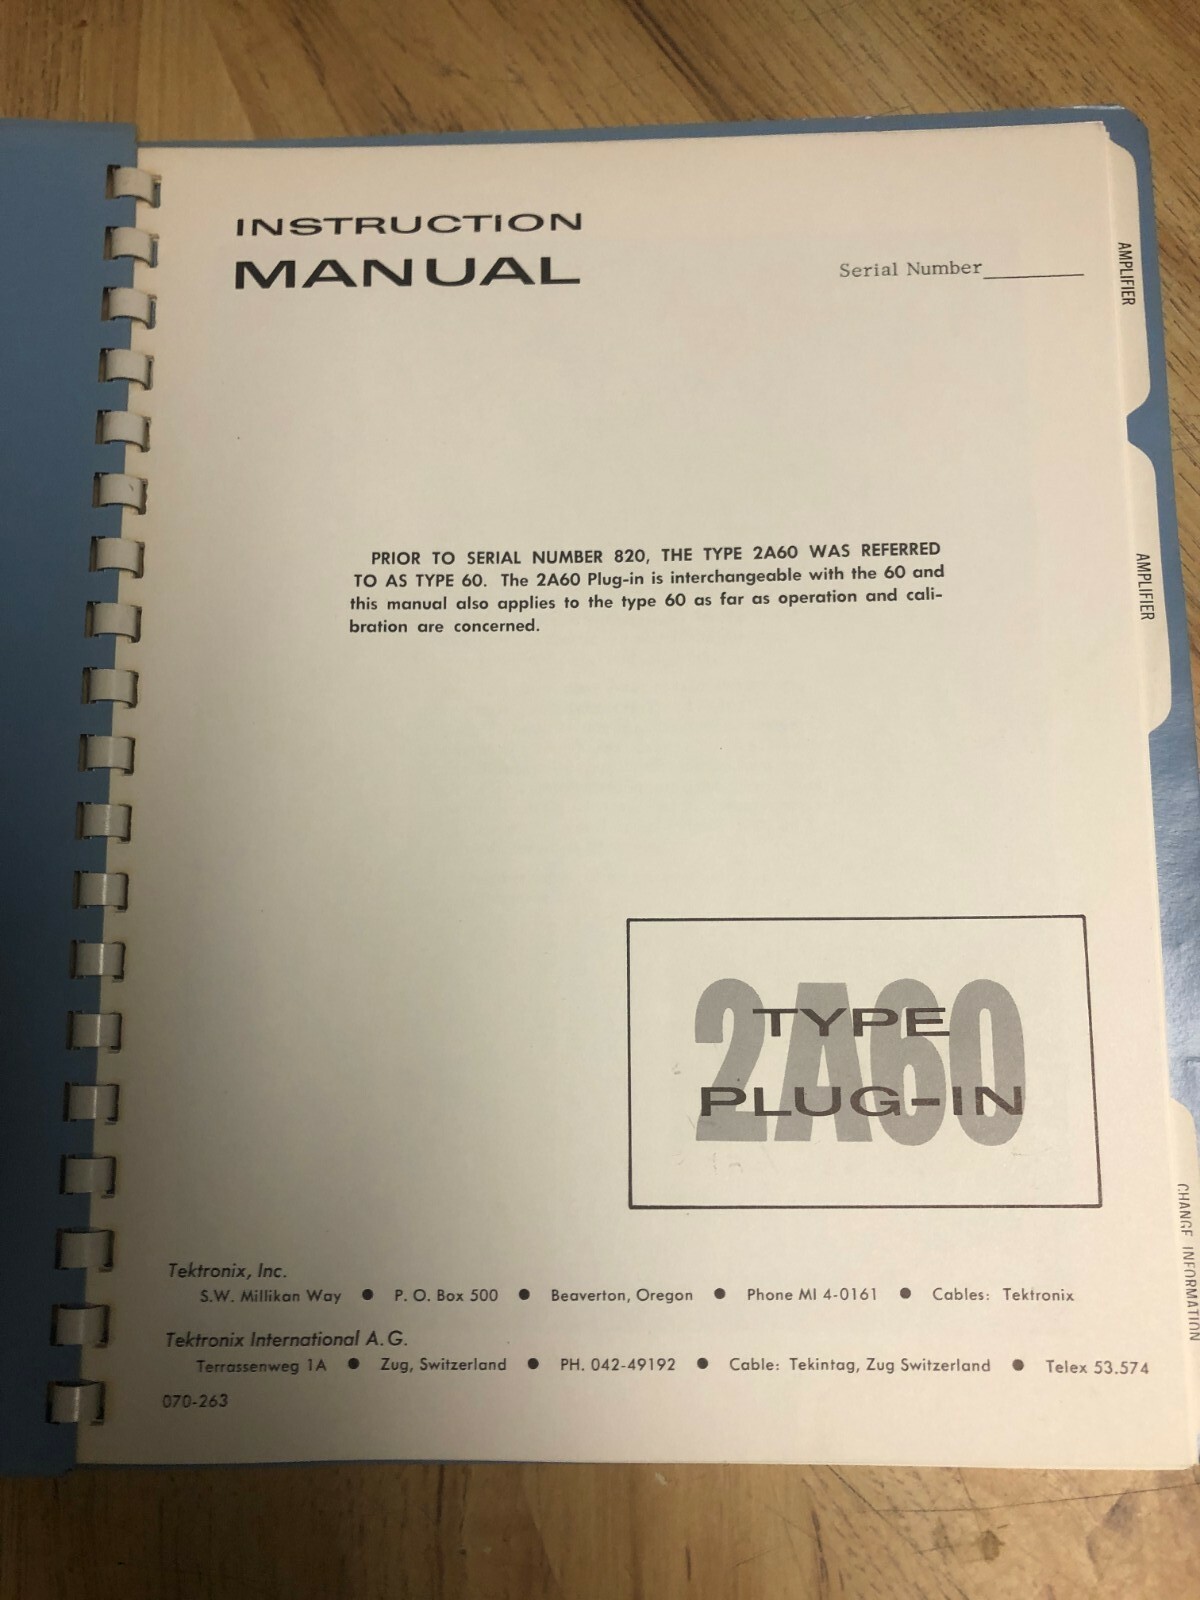 INSTRUCTION
MANUAL
Serial Number
AMPLIFIER
PRIOR TO SERIAL NUMBER 820, THE TYPE 2A60 WAS REFERRED
TO AS TYPE 60. The 2A60 Plug-in is interchangeable with the 60 and
this manual also applies to the type 60 as far as operation and cali-
bration are concerned.
AMPLIFIER
2A60
TYPE
PLUG-IN
CHANGE INFORMATION
Tektronix, Inc.
S.W. Millikan Way ● P. O. Box 500 ● Beaverton, Oregon ● Phone MI 4-0161 ● Cables: Tektronix
Tektronix International A.G.
Terrassenweg 1A ● Zug, Switzerland ● PH. 042-49192 ● Cable: Tekintag, Zug Switzerland ● Telex 53.574
070-263